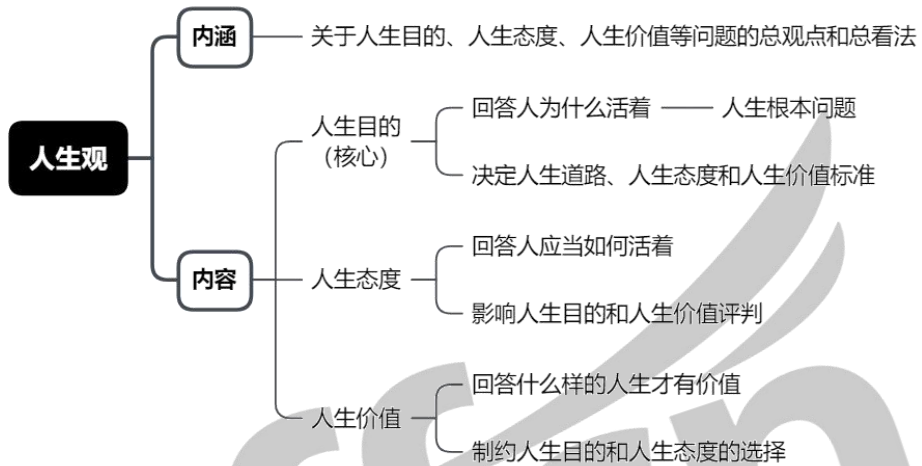 人生观
内涵
关于人生目的、人生态度、人生价值等问题的总观点和总看法
内容
人生目的
（核心）
回答人为什么活着
人生根本问题
决定人生道路、人生态度和人生价值标准
人生态度
回答人应当如何活着
影响人生目的和人生价值评判
人生价值
回答什么样的人生才有价值
制约人生目的和人生态度的选择